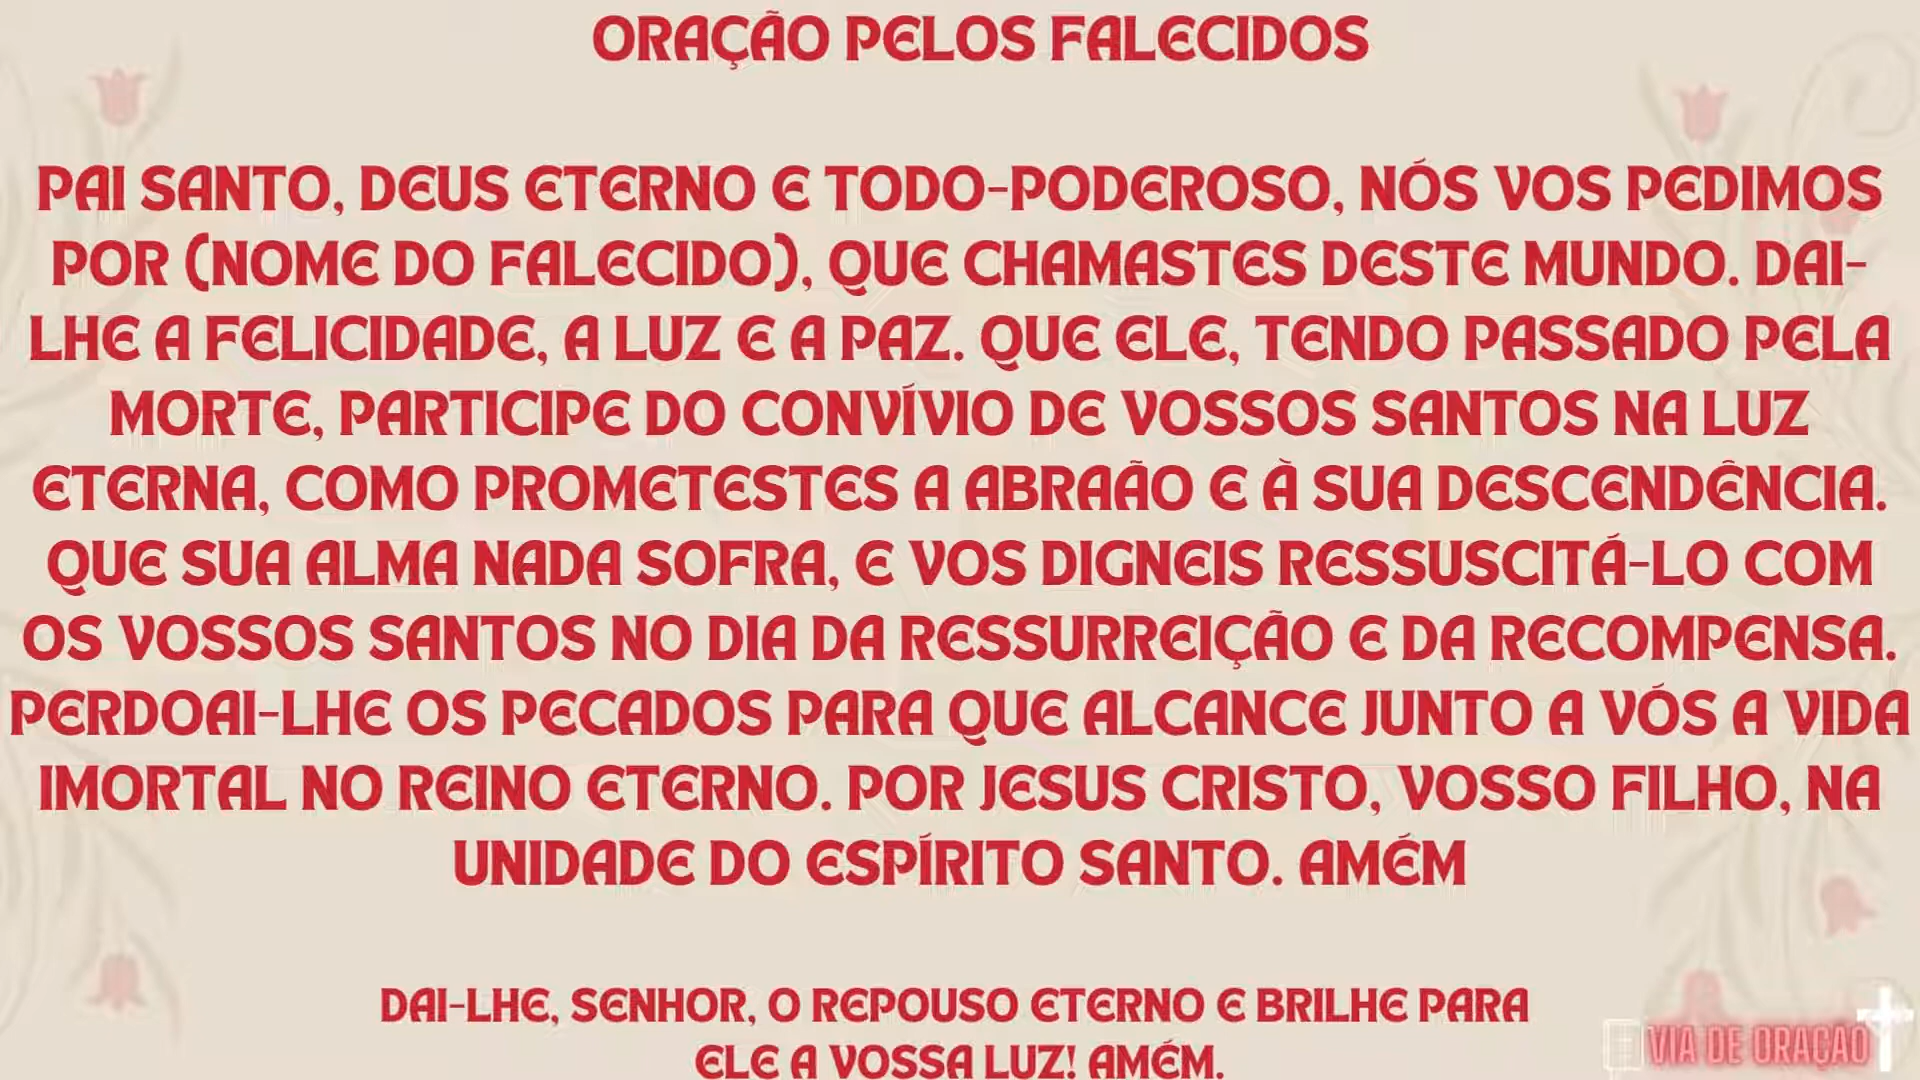 ORAÇÃO PELOS FALECIDOS
PAI SANTO, DEUS ETERNO E TODO-PODEROSO, NÓS VOS PEDIMOS
POR (NOME DO FALECIDO), QUE CHAMASTES DESTE MUNDO. DAI-
LHE A FELICIDADE, A LUZ E A PAZ. QUE ELE, TENDO PASSADO PELA
MORTE, PARTICIPE DO CONVÍVIO DE VOSSOS SANTOS NA LUZ
ETERNA, COMO PROMETESTES A ABRAÃO E À SUA DESCENDÊNCIA.
QUE SUA ALMA NADA SOFRA, E VOS DIGNEIS RESSUSCITÁ-LO COM
OS VOSSOS SANTOS NO DIA DA RESSURREIÇÃO E DA RECOMPENSA.
PERDOAI-LHE OS PECADOS PARA QUE ALCANCE JUNTO A VÓS A VIDA
IMORTAL NO REINO ETERNO. POR JESUS CRISTO, VOSSO FILHO, NA
UNIDADE DO ESPÍRITO SANTO. AMÉM
DAI-LHE, SENHOR, O REPOUSO ETERNO E BRILHE PARA
ELE A VOSSA LUZ! AMÉM.
VIA DE ORAÇÃO